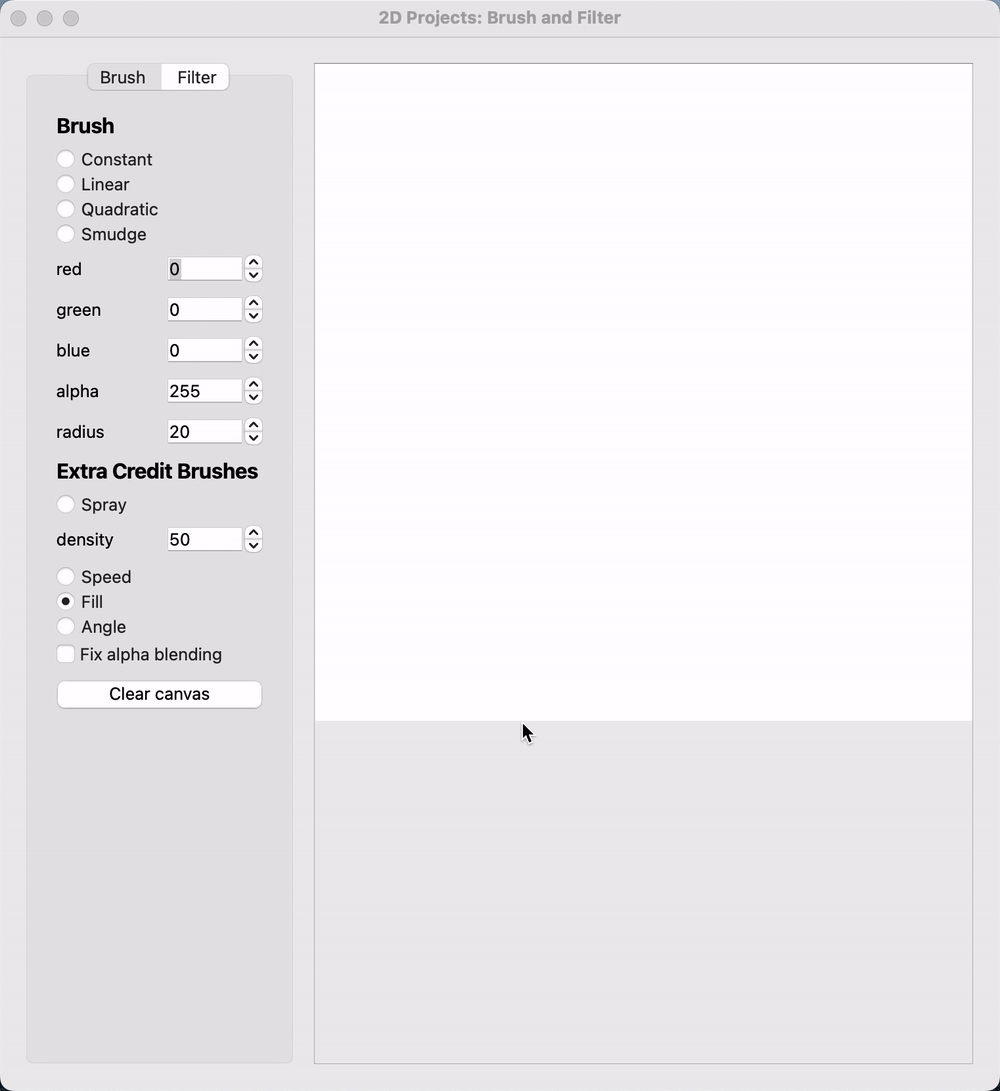 2D Projects: Brush and Filter
Brush Filter
Brush
Constant
Linear
Quadratic
Smudge
red 0
green 0
blue 0
alpha 255
radius 20
Extra Credit Brushes
Spray
density 50
Speed
Fill
Angle
Fix alpha blending
Clear canvas